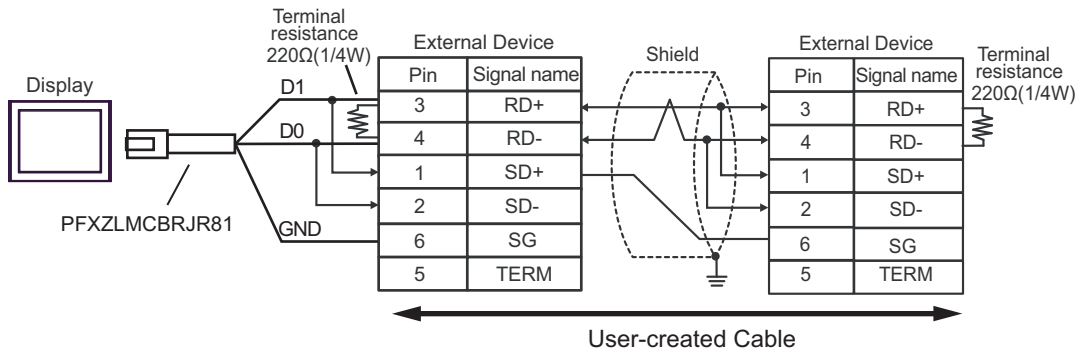 Terminal
resistance
220Ω(1/4W)
External Device
Shield
External Device
Terminal
resistance
220Ω(1/4W)
Display
D1
Pin
Signal name
Pin
Signal name
3
RD+
3
RD+
D0
4
RD-
4
RD-
1
SD+
1
SD+
PFXZLMCBRJR81
2
SD-
2
SD-
GND
6
SG
6
SG
5
TERM
5
TERM
User-created Cable